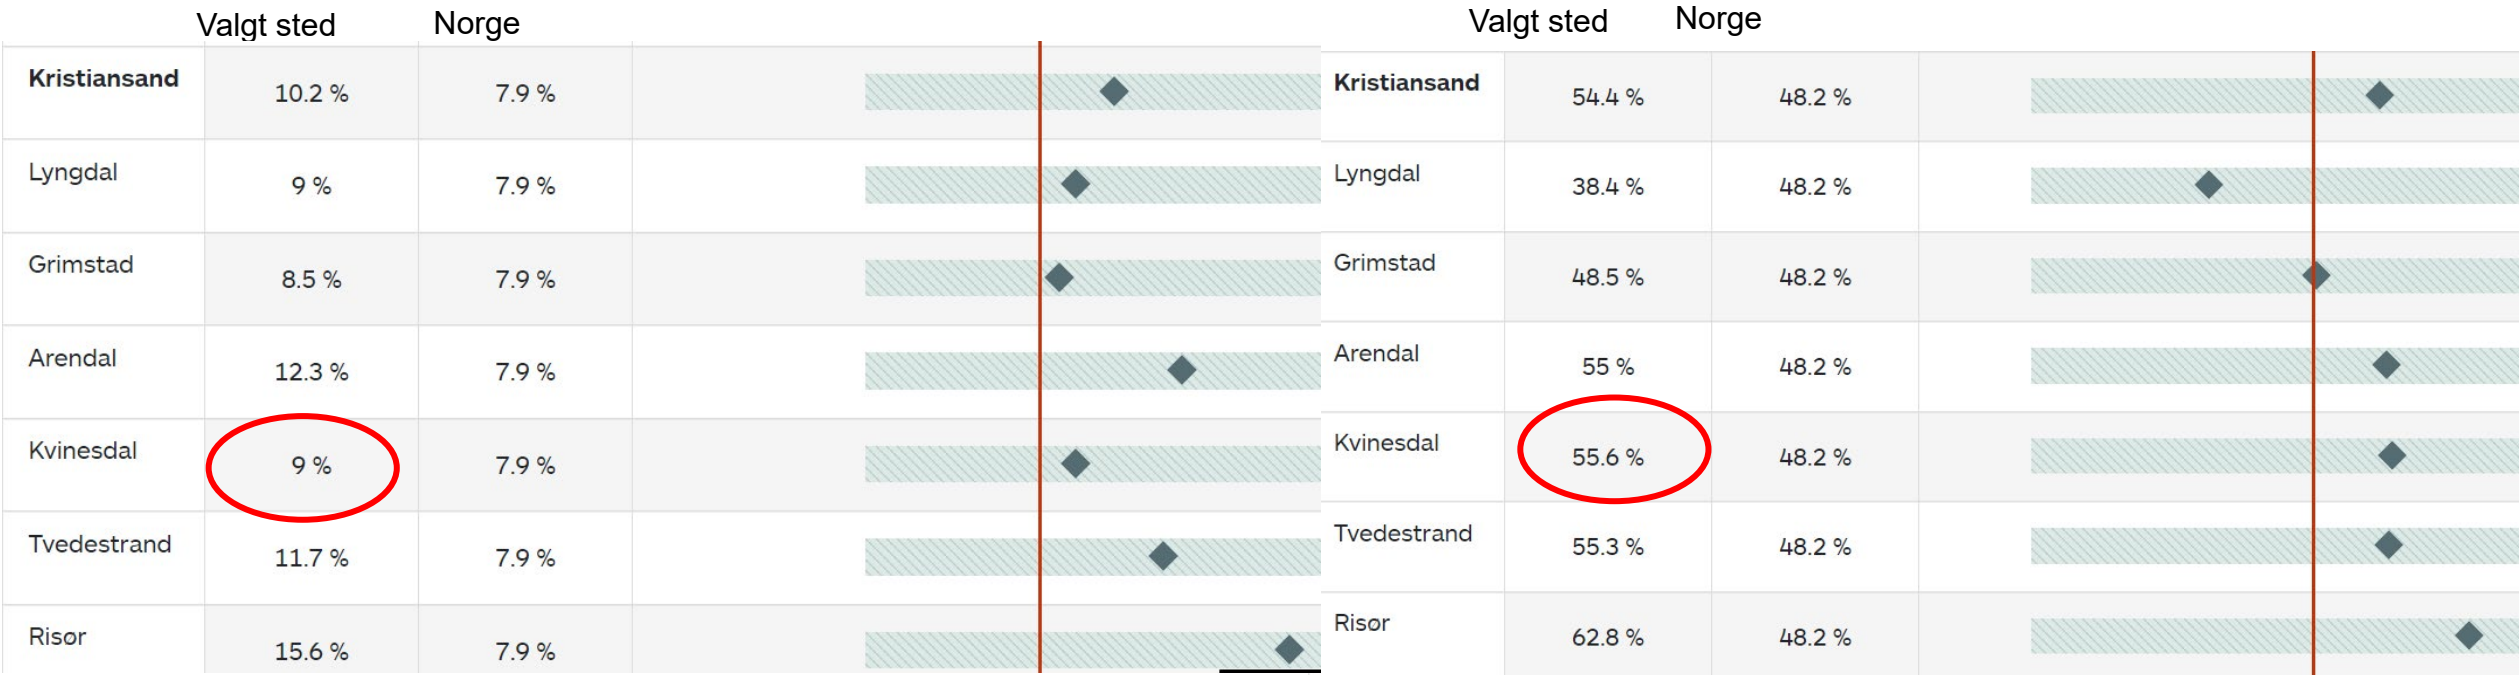 Valgt sted Norge
Kristiansand 10.2 % 7.9 %
Lyngdal 9 % 7.9 %
Grimstad 8.5 % 7.9 %
Arendal 12.3 % 7.9 %
Kvinesdal 9 % 7.9 %
Tvedestrand 11.7 % 7.9 %
Risør 15.6 % 7.9 %
Valgt sted Norge
Kristiansand 54.4 % 48.2 %
Lyngdal 38.4 % 48.2 %
Grimstad 48.5 % 48.2 %
Arendal 55 % 48.2 %
Kvinesdal 55.6 % 48.2 %
Tvedestrand 55.3 % 48.2 %
Risør 62.8 % 48.2 %